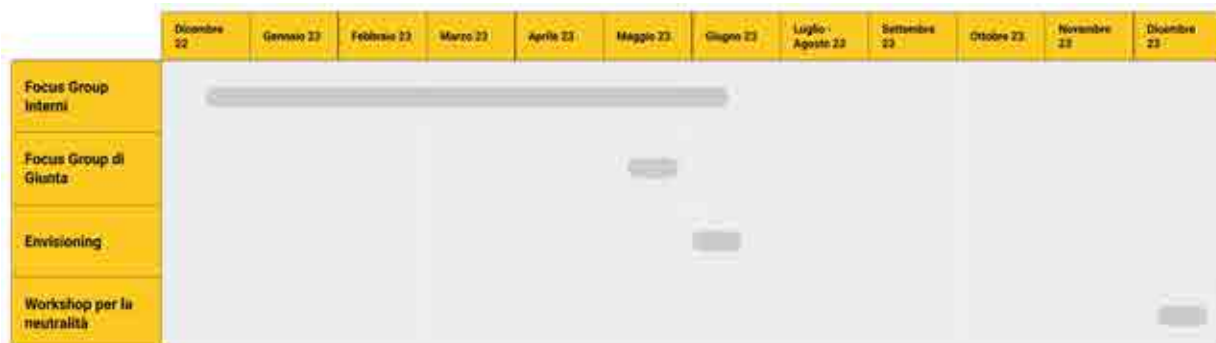 Dicembre
22
Gennaio 23
Febbraio 23
Marzo 23
Aprile 23
Maggio 23
Giugno 23
Luglio -
Agosto 23
Settembre
23
Ottobre 23
Novembre
23
Dicembre
23
Focus Group
Interni
Focus Group di
Giunta
Envisioning
Workshop per la
neutralità